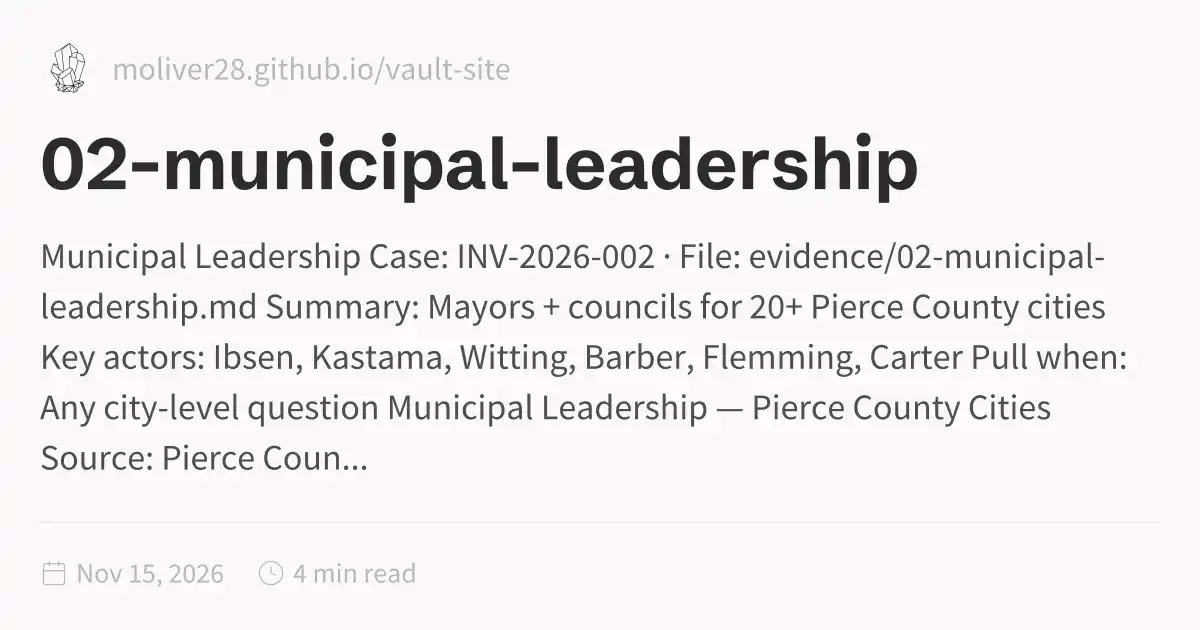 moliver28.github.io/vault-site
02-municipal-leadership
Municipal Leadership Case: INV-2026-002 · File: evidence/02-municipal-
leadership.md Summary: Mayors + councils for 20+ Pierce County cities
Key actors: Ibsen, Kastama, Witting, Barber, Flemming, Carter Pull when:
Any city-level question Municipal Leadership — Pierce County Cities
Source: Pierce Coun...
Nov 15, 2026 4 min read